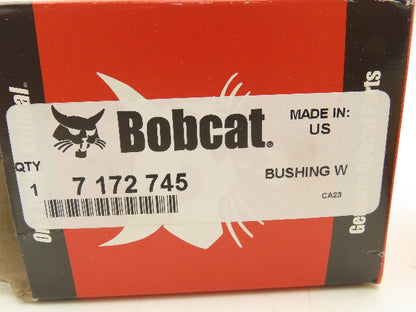 Bobcat.
MADE IN:
US
QTY
1
7 172 745
BUSHING W
CA23